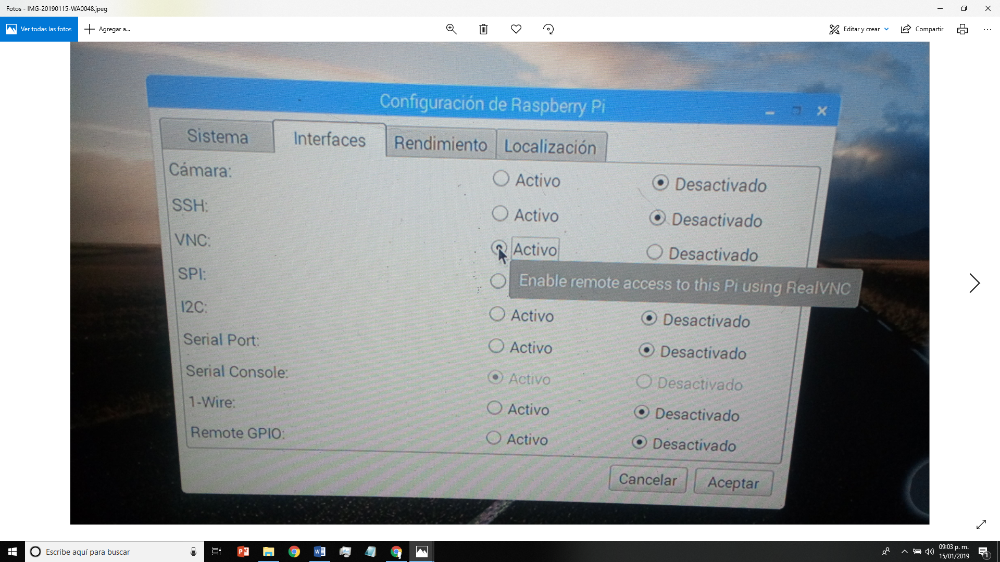 Fotos - IMG-20190115-WA0048.jpeg
Ver todas las fotos
Agregar a...
Editar y crear
Compartir
Configuración de Raspberry Pi
Sistema
Interfaces
Rendimiento
Localización
Cámara: Activo Desactivado
SSH: Activo Desactivado
VNC: Activo Desactivado
SPI:
Enable remote access to this Pi using RealVNC
I2C: Activo Desactivado
Serial Port: Activo Desactivado
Serial Console: Activo Desactivado
1-Wire: Activo Desactivado
Remote GPIO: Activo Desactivado
Cancelar
Aceptar
Escribe aquí para buscar
09:03 p. m.
15/01/2019
1